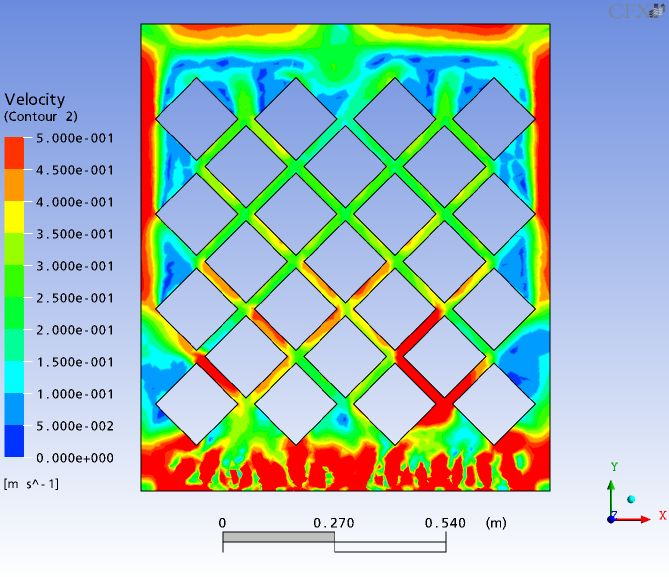 CFX
Velocity
(Contour 2)
5.000e-001
4.500e-001
4.000e-001
3.500e-001
3.000e-001
2.500e-001
2.000e-001
1.500e-001
1.000e-001
5.000e-002
0.000e+000
[m s^-1]
0 0.270 0.540 (m)
Y
Z X